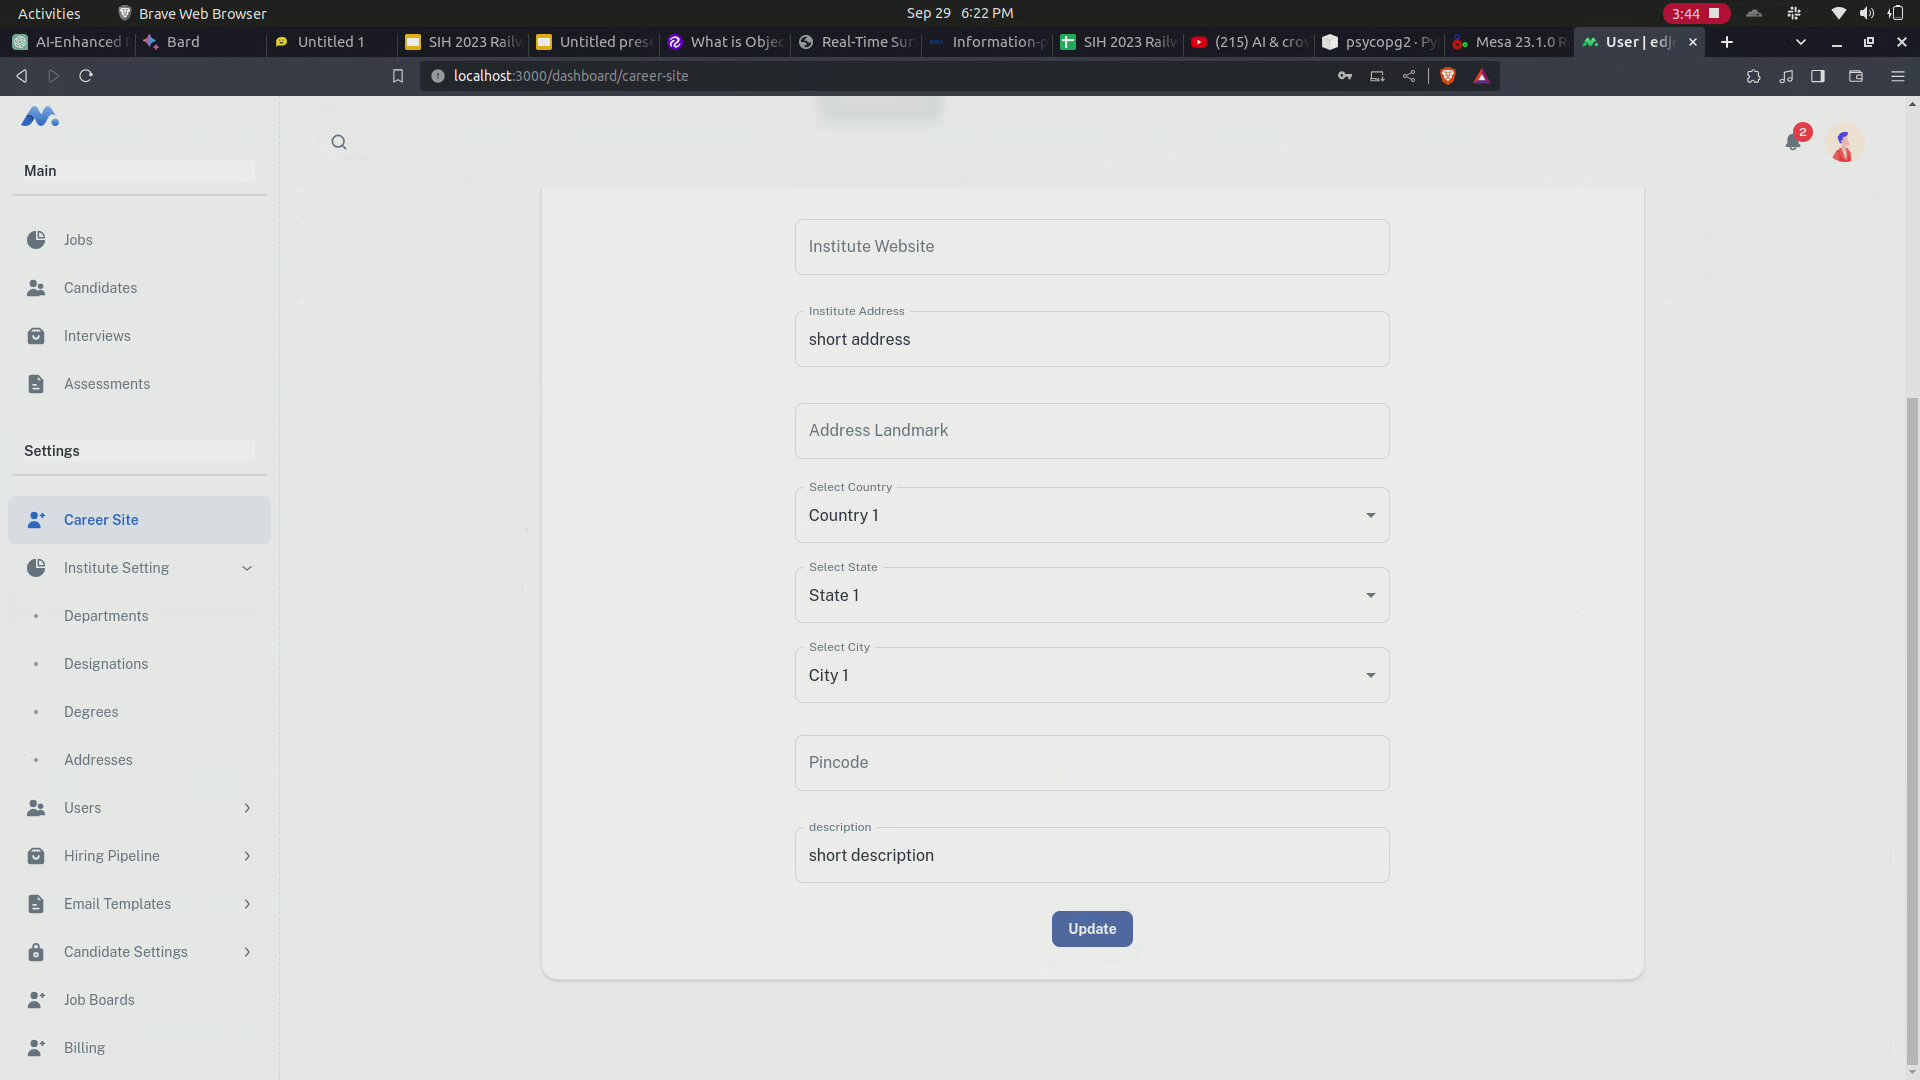 Activities
Brave Web Browser
Sep 29 6:22 PM
3:44
AI-Enhanced
Bard
Untitled 1
SIH 2023 Railw
Untitled prese
What is Objec
Real-Time Sur
Information-p
SIH 2023 Railw
(215) AI & crow
psycopg2 · Py
Mesa 23.1.0 R
User | edjo
localhost:3000/dashboard/career-site
2
Main
Jobs
Candidates
Interviews
Assessments
Settings
Career Site
Institute Setting
Departments
Designations
Degrees
Addresses
Users
Hiring Pipeline
Email Templates
Candidate Settings
Job Boards
Billing
Institute Website
Institute Address
short address
Address Landmark
Select Country
Country 1
Select State
State 1
Select City
City 1
Pincode
description
short description
Update